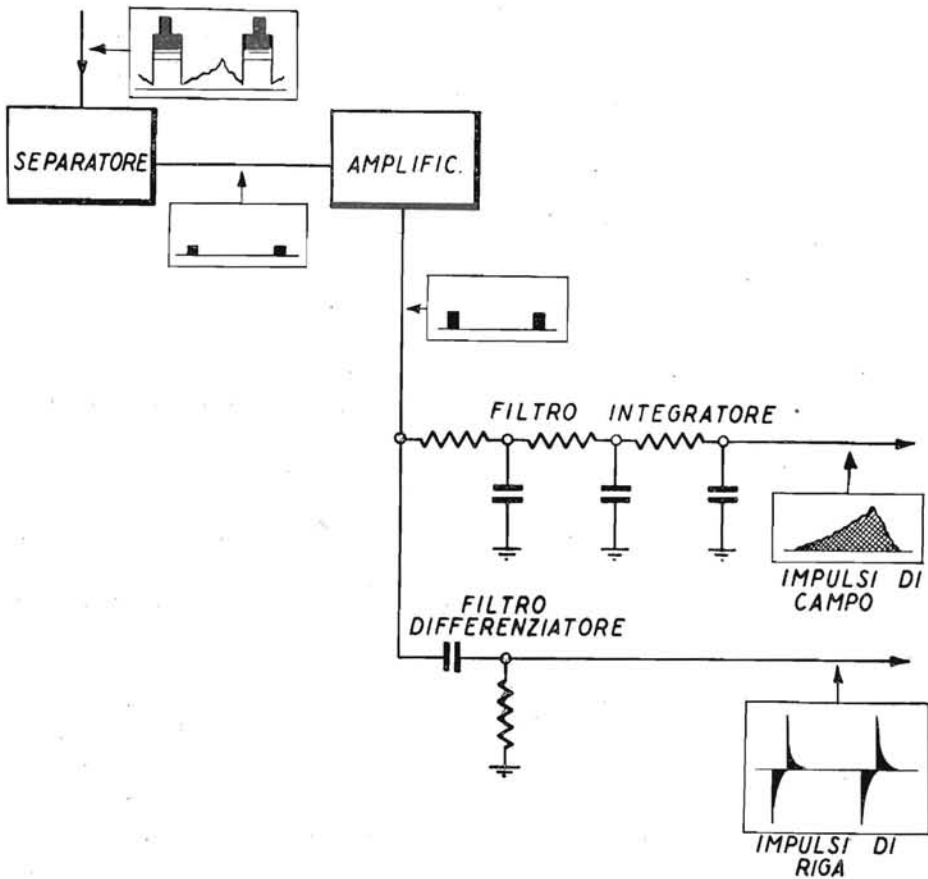 SEPARATORE
AMPLIFIC.
FILTRO INTEGRATORE
IMPULSI DI
CAMPO
FILTRO
DIFFERENZIATORE
IMPULSI DI
RIGA